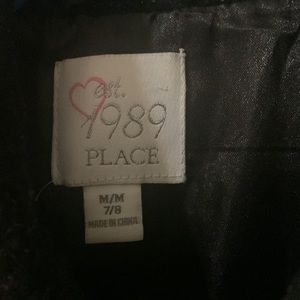 est.
1989
PLACE
M/M
7/8
MADE IN CHINA